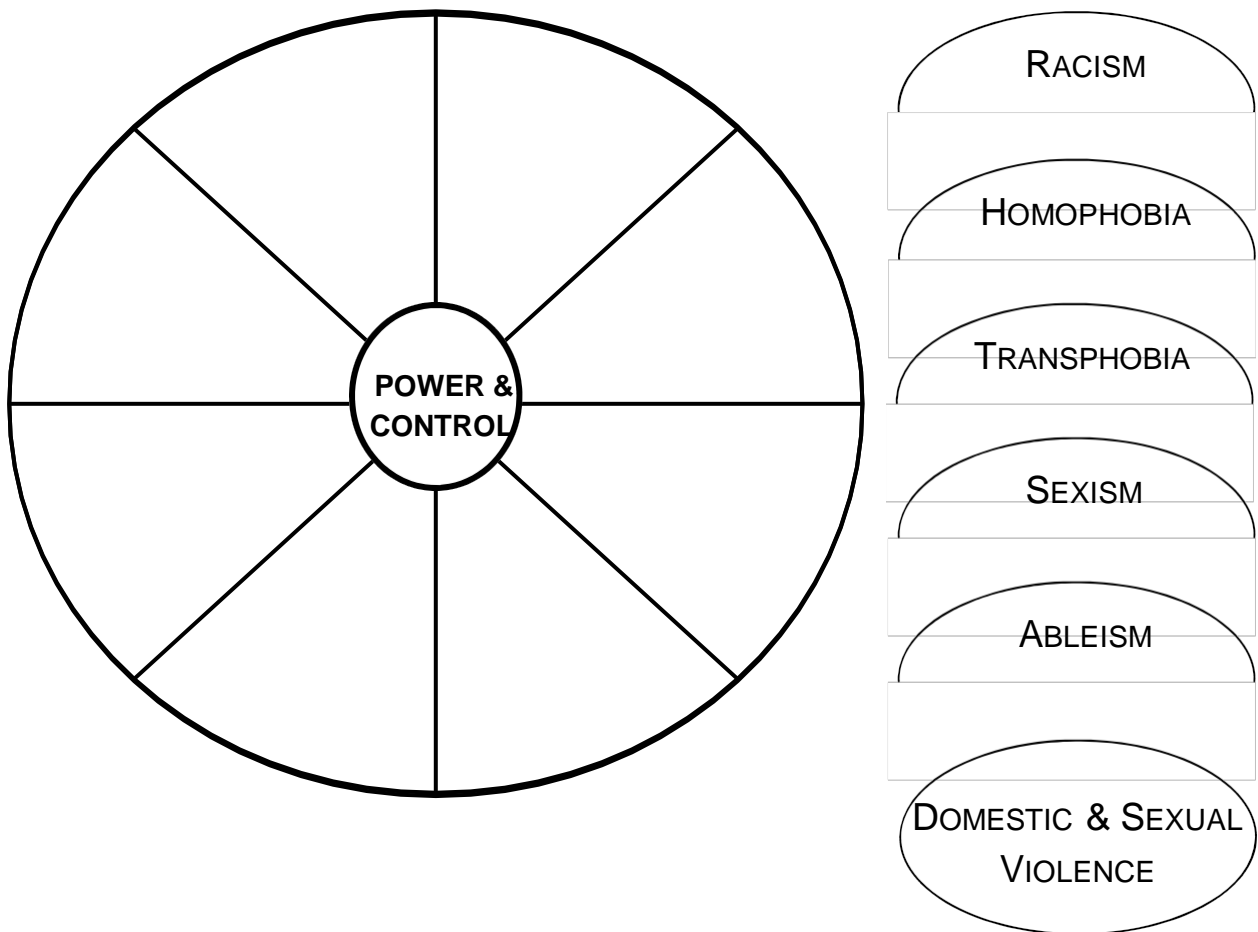 POWER &
CONTROL
RACISM
HOMOPHOBIA
TRANSPHOBIA
SEXISM
ABLEISM
DOMESTIC & SEXUAL
VIOLENCE